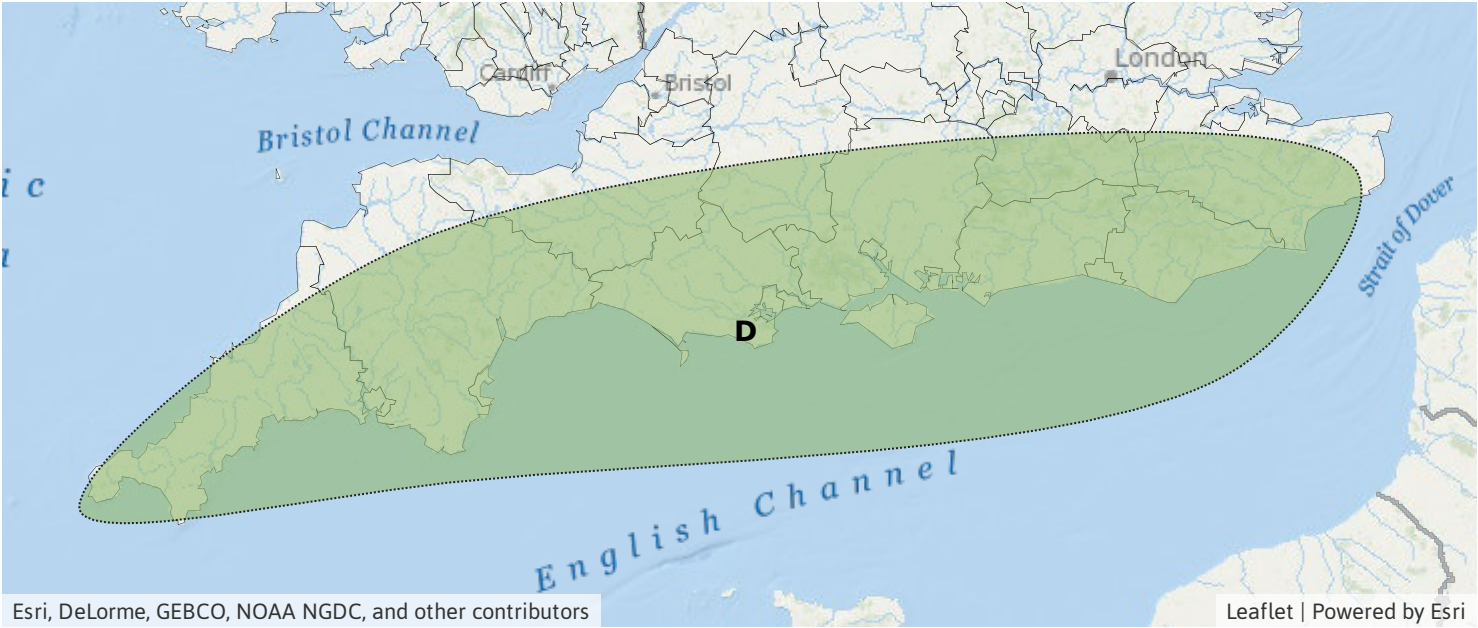 London
Cardiff
Bristol
Bristol Channel
ic
Strait of Dover
D
English Channel
Esri, DeLorme, GEBCO, NOAA NGDC, and other contributors
Leaflet | Powered by Esri